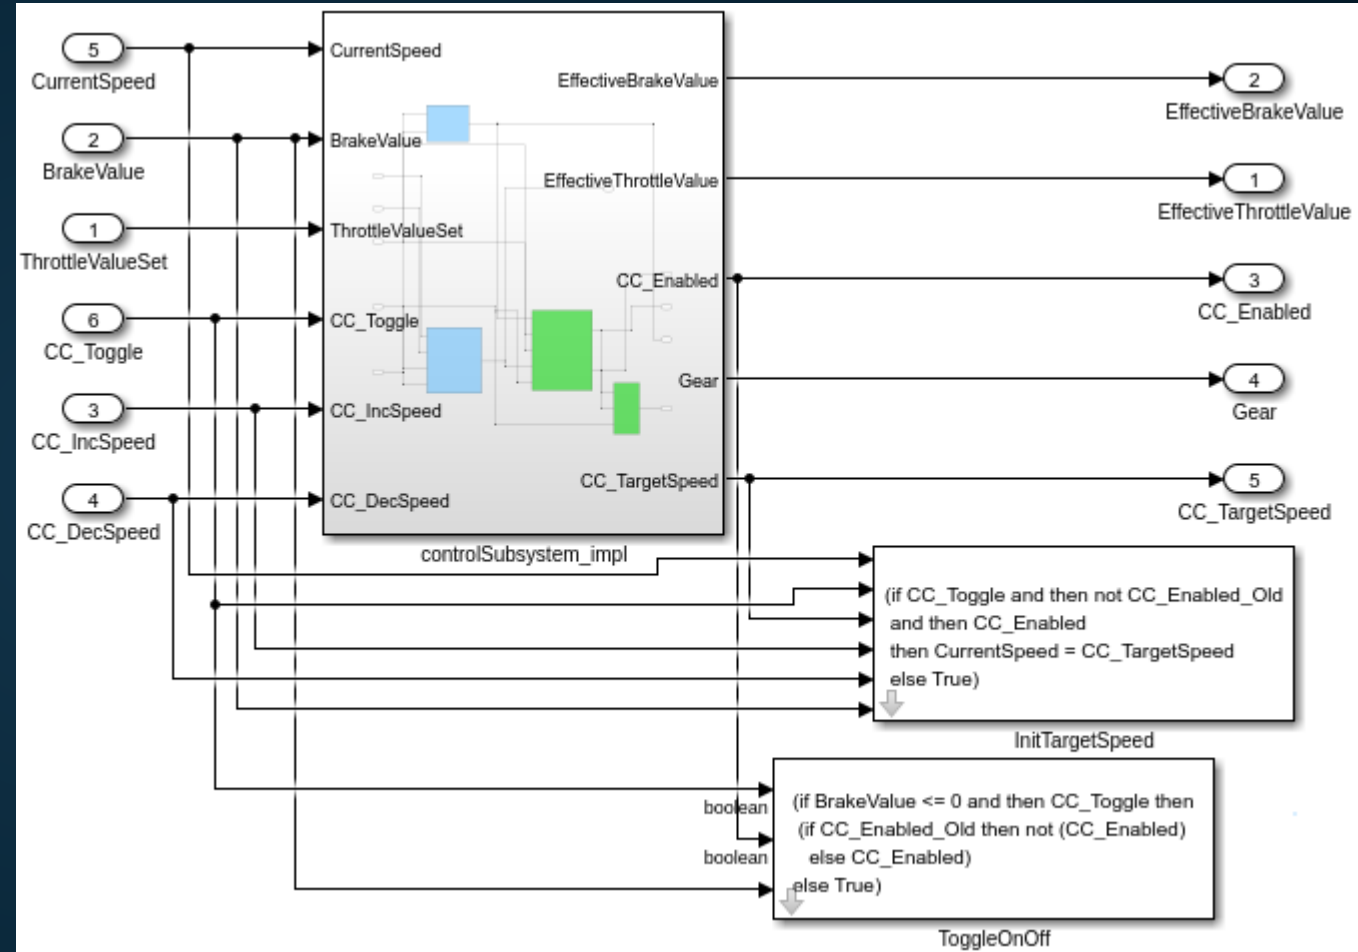 5
CurrentSpeed
2
BrakeValue
1
ThrottleValueSet
6
CC_Toggle
3
CC_IncSpeed
4
CC_DecSpeed
CurrentSpeed
BrakeValue
ThrottleValueSet
CC_Toggle
CC_IncSpeed
CC_DecSpeed
EffectiveBrakeValue
EffectiveThrottleValue
CC_Enabled
Gear
CC_TargetSpeed
controlSubsystem_impl
2
EffectiveBrakeValue
1
EffectiveThrottleValue
3
CC_Enabled
4
Gear
5
CC_TargetSpeed
(if CC_Toggle and then not CC_Enabled_Old
and then CC_Enabled
then CurrentSpeed = CC_TargetSpeed
else True)
InitTargetSpeed
boolean
boolean
(if BrakeValue <= 0 and then CC_Toggle then
(if CC_Enabled_Old then not (CC_Enabled)
else CC_Enabled)
else True)
ToggleOnOff